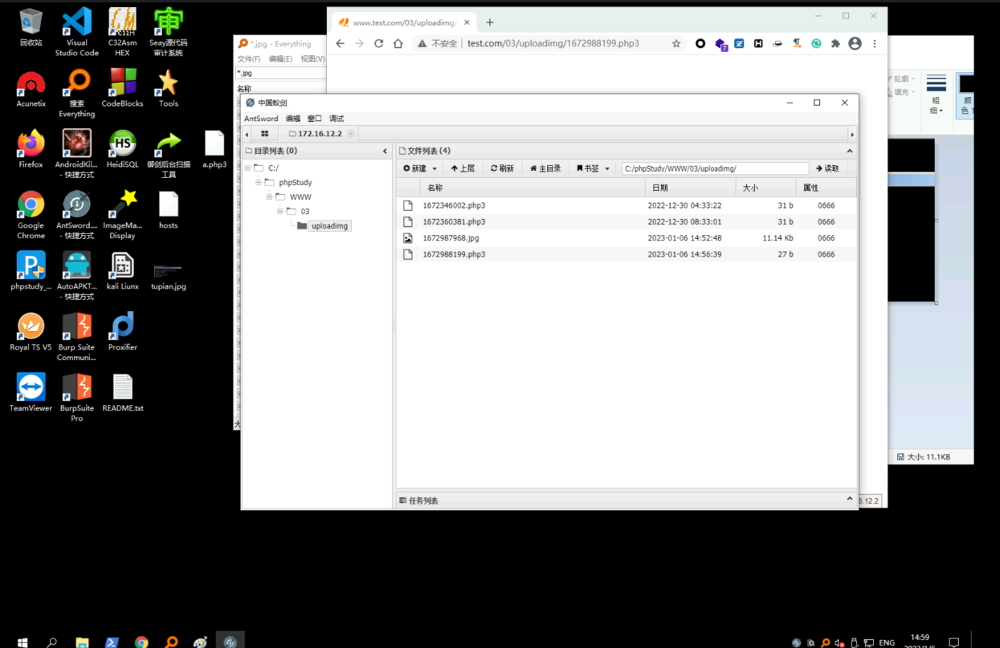 回收站
Visual Studio Code
C32Asm HEX
Seay源代码审计系统
Acunetix
搜索 Everything
CodeBlocks
Tools
Firefox
AndroidKil... - 快捷方式
HeidiSQL
御剑后台扫描工具
a.php3
Google Chrome
AntSword.... - 快捷方式
ImageMa... Display
hosts
phpstudy_...
AutoAPKT... - 快捷方式
kali Liunx
tupian.jpg
Royal TS V5
Burp Suite Communi...
Proxifier
TeamViewer
BurpSuite Pro
README.txt
*.jpg - Everything
文件(F) 编辑(E) 视图(V)
*.jpg
名称
www.test.com/03/uploadimg/
不安全 | test.com/03/uploadimg/1672988199.php3
7
轮廓
填充
粗细
颜色 1
中国蚁剑
AntSword 编辑 窗口 调试
172.16.12.2
目录列表 (0)
C:/
phpStudy
WWW
03
uploadimg
文件列表 (4)
新建 上层 刷新 主目录 书签 C:/phpStudy/WWW/03/uploadimg/ 读取
名称 日期 大小 属性
1672346002.php3 2022-12-30 04:33:22 31 b 0666
1672360381.php3 2022-12-30 08:33:01 31 b 0666
1672987968.jpg 2023-01-06 14:52:48 11.14 Kb 0666
1672988199.php3 2023-01-06 14:56:39 27 b 0666
任务列表
大小: 11.1KB
ENG
14:59